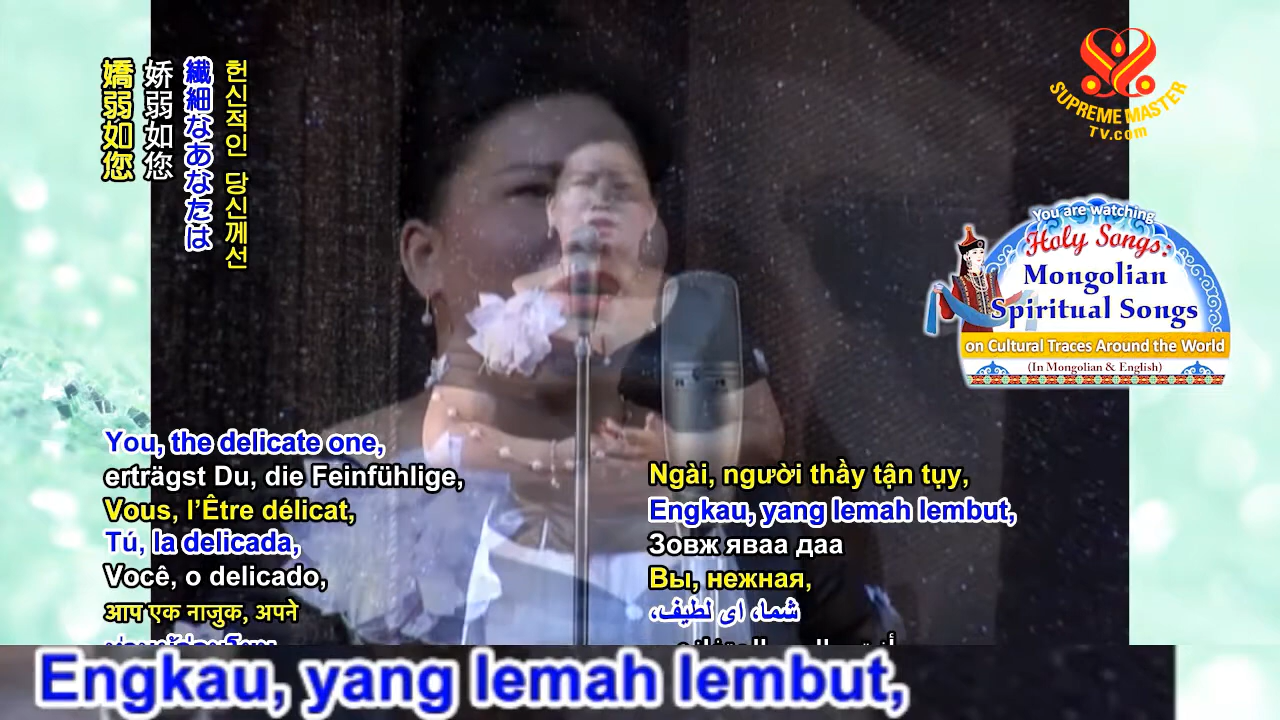 嬌弱如您
娇弱如您
繊細なあなたは
헌신적인 당신께선
SUPREME MASTER
TV.com
You are watching
Holy Songs:
Mongolian
Spiritual Songs
on Cultural Traces Around the World
(In Mongolian & English)
You, the delicate one,
erträgst Du, die Feinfühlige,
Vous, l'Être délicat,
Tú, la delicada,
Você, o delicado,
आप एक नाजुक, अपने
Ngài, người thầy tận tụy,
Engkau, yang lemah lembut,
Зовж яваа даа
Вы, нежная,
شما، ای لطیف،
Engkau, yang lemah lembut,